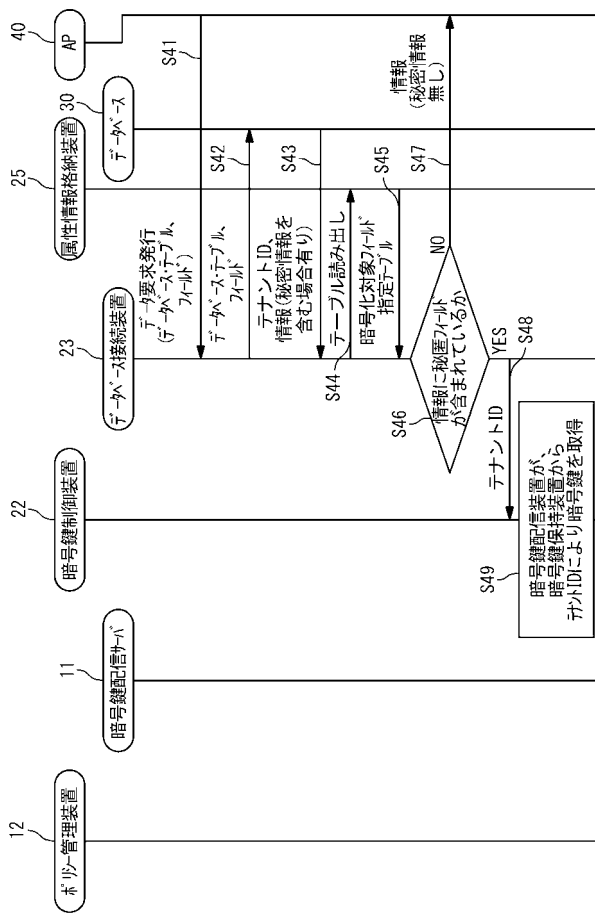 12
ポリシー管理装置
11
暗号鍵配信サーバ
22
暗号鍵制御装置
23
データベース接続装置
25
属性情報格納装置
30
データベース
40
AP
データ要求発行
(データベース・テーブル、
フィールド)
S41
データベース・テーブル、
フィールド
S42
テナントID、
情報(秘密情報を
含む場合有り)
S43
S44
テーブル読み出し
暗号化対象フィールド
指定テーブル
S45
S46
情報に秘匿フィールド
が含まれているか
NO
S47
情報
(秘密情報
無し)
YES
S48
テナントID
S49
暗号鍵配信装置が、
暗号鍵保持装置から
テナントIDにより暗号鍵を取得